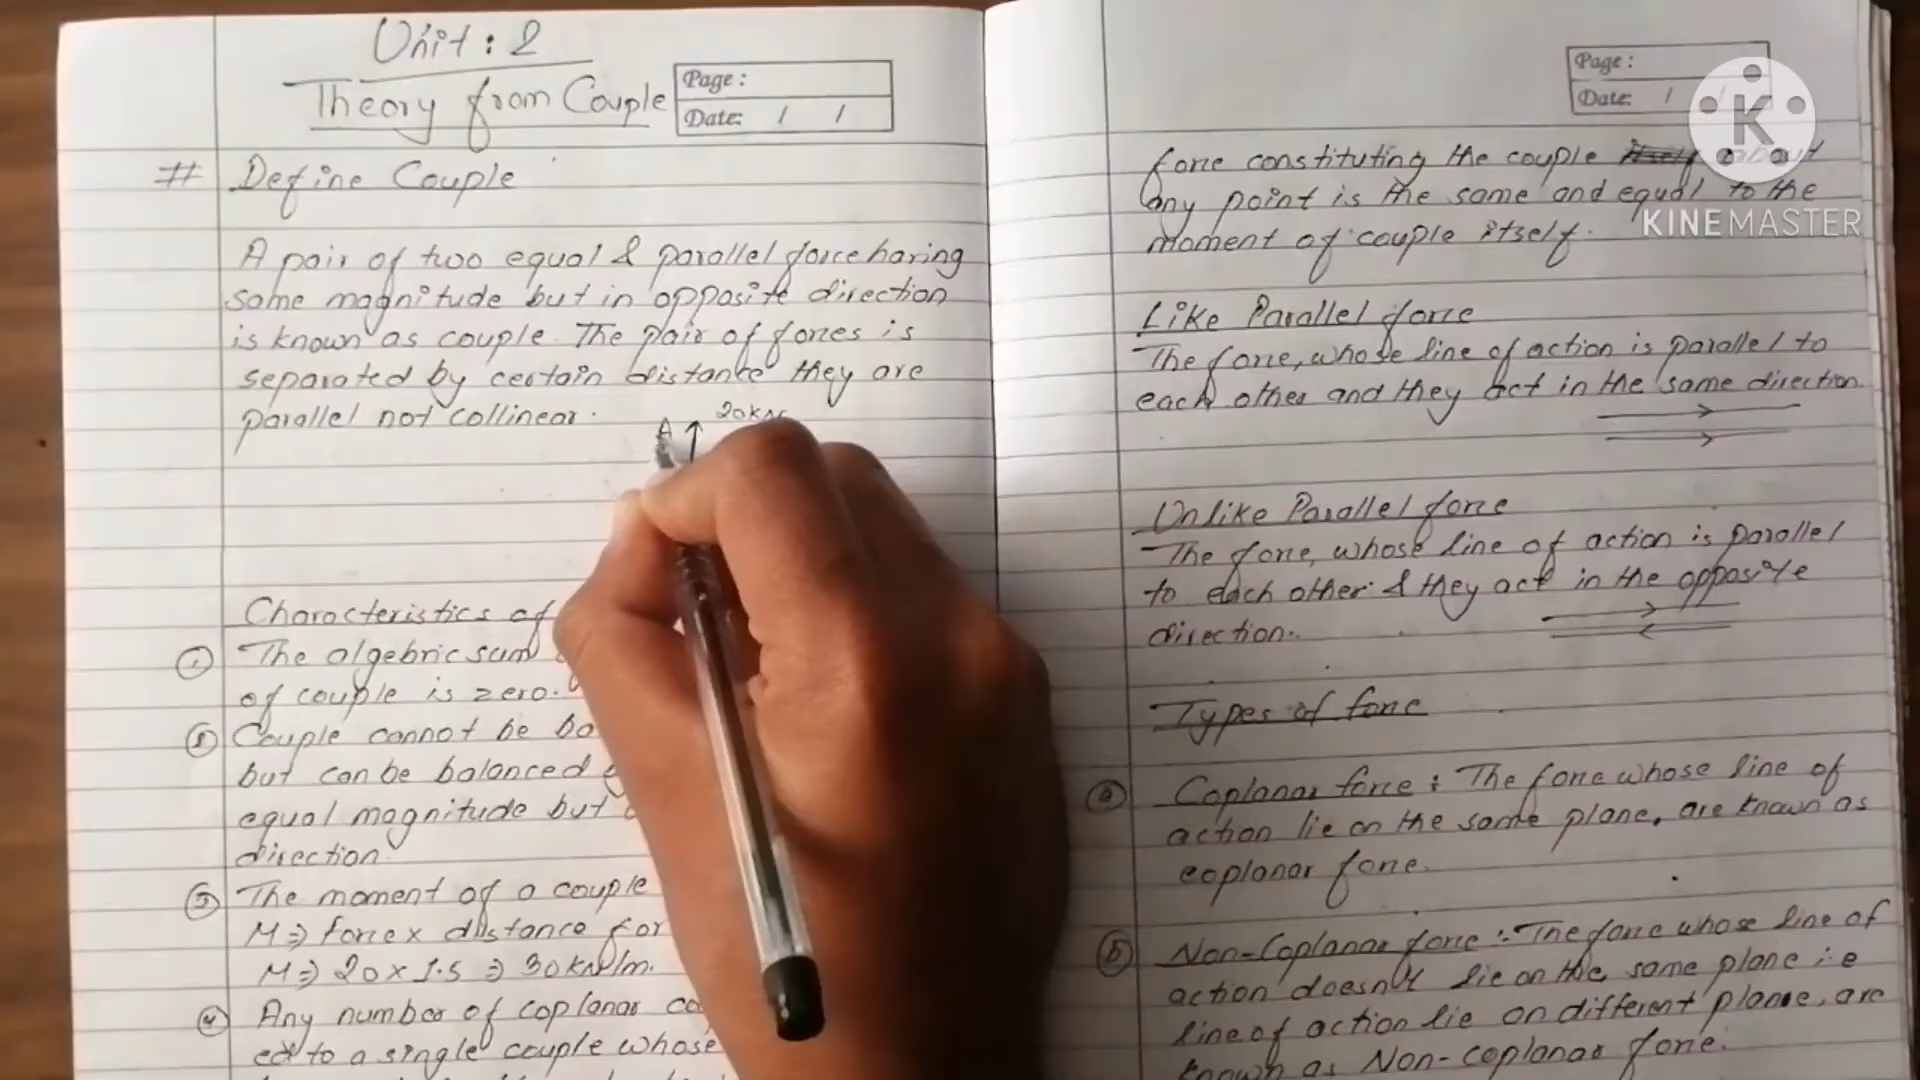 Unit : 2
Theory from Couple
Page :
Date: / /
# Define Couple
A pair of two equal & parallel force having
same magnitude but in opposite direction
is known as couple. The pair of forces is
separated by certain distance they are
parallel not collinear.
A 20KN
Characteristics of
① The algebric sum
of couple is zero.
Couple cannot be
but can be balanced
equal magnitude but
direction
③ The moment of a couple
M ⇒ Force x distance for
M ⇒ 20 x 1.5 ⇒ 30KN/m.
④ Any number of coplanar
ed to a single couple whose
Page :
Date: /
K
KINEMASTER
force constituting the couple itself about
any point is the same and equal to the
moment of couple itself.
Like Parallel force
The force, whose line of action is parallel to
each other and they act in the same direction
Unlike Parallel force
- The force, whose line of action is parallel
to each other & they act in the opposite
direction.
Types of force
ⓐ Coplanar force : The force whose line of
action lie on the same plane, are known as
coplanar force.
ⓑ Non-Coplanar force :- The force whose line of
action doesn't lie on the same plane i.e
line of action lie on different plane, are
known as Non-coplanar force.